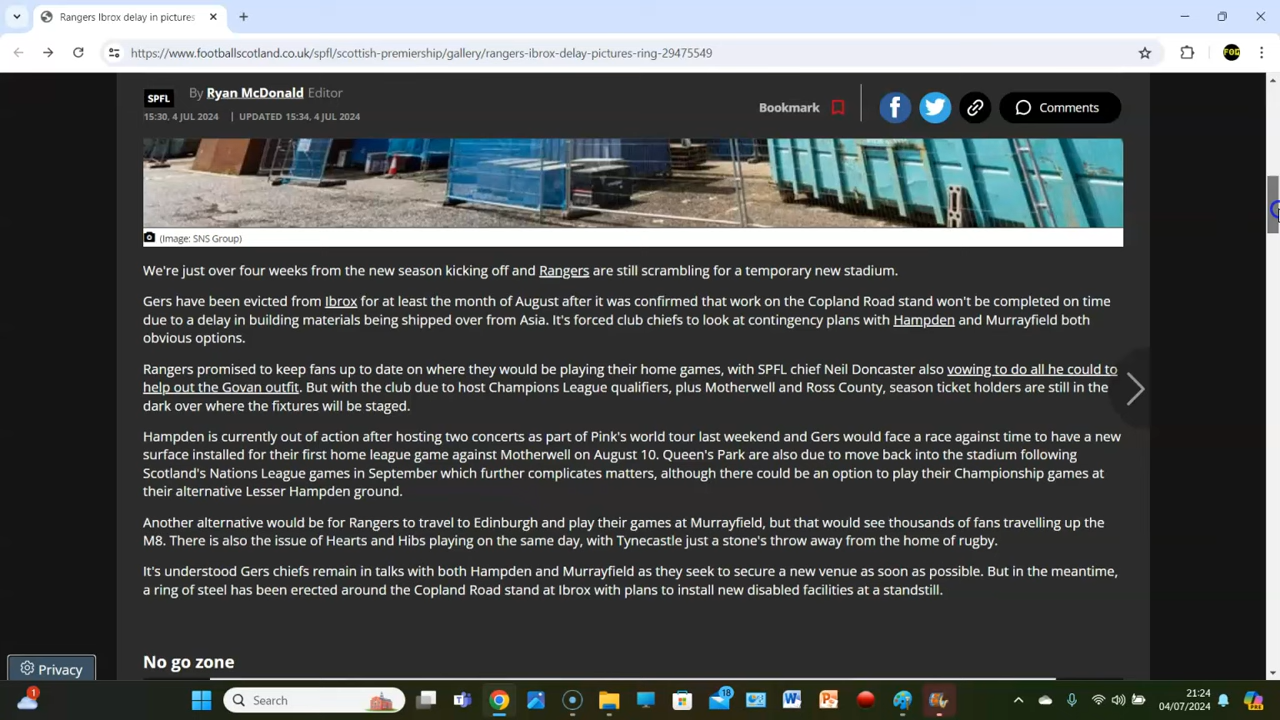 Rangers Ibrox delay in pictures
https://www.footballscotland.co.uk/spfl/scottish-premiership/gallery/rangers-ibrox-delay-pictures-ring-29475549
SPFL By Ryan McDonald Editor
15:30, 4 JUL 2024 | UPDATED 15:34, 4 JUL 2024
Bookmark
Comments
(Image: SNS Group)
We're just over four weeks from the new season kicking off and Rangers are still scrambling for a temporary new stadium.
Gers have been evicted from Ibrox for at least the month of August after it was confirmed that work on the Copland Road stand won't be completed on time
due to a delay in building materials being shipped over from Asia. It's forced club chiefs to look at contingency plans with Hampden and Murrayfield both
obvious options.
Rangers promised to keep fans up to date on where they would be playing their home games, with SPFL chief Neil Doncaster also vowing to do all he could to
help out the Govan outfit. But with the club due to host Champions League qualifiers, plus Motherwell and Ross County, season ticket holders are still in the
dark over where the fixtures will be staged.
Hampden is currently out of action after hosting two concerts as part of Pink's world tour last weekend and Gers would face a race against time to have a new
surface installed for their first home league game against Motherwell on August 10. Queen's Park are also due to move back into the stadium following
Scotland's Nations League games in September which further complicates matters, although there could be an option to play their Championship games at
their alternative Lesser Hampden ground.
Another alternative would be for Rangers to travel to Edinburgh and play their games at Murrayfield, but that would see thousands of fans travelling up the
M8. There is also the issue of Hearts and Hibs playing on the same day, with Tynecastle just a stone's throw away from the home of rugby.
It's understood Gers chiefs remain in talks with both Hampden and Murrayfield as they seek to secure a new venue as soon as possible. But in the meantime,
a ring of steel has been erected around the Copland Road stand at Ibrox with plans to install new disabled facilities at a standstill.
No go zone
Privacy
1
Search
18
21:24
04/07/2024